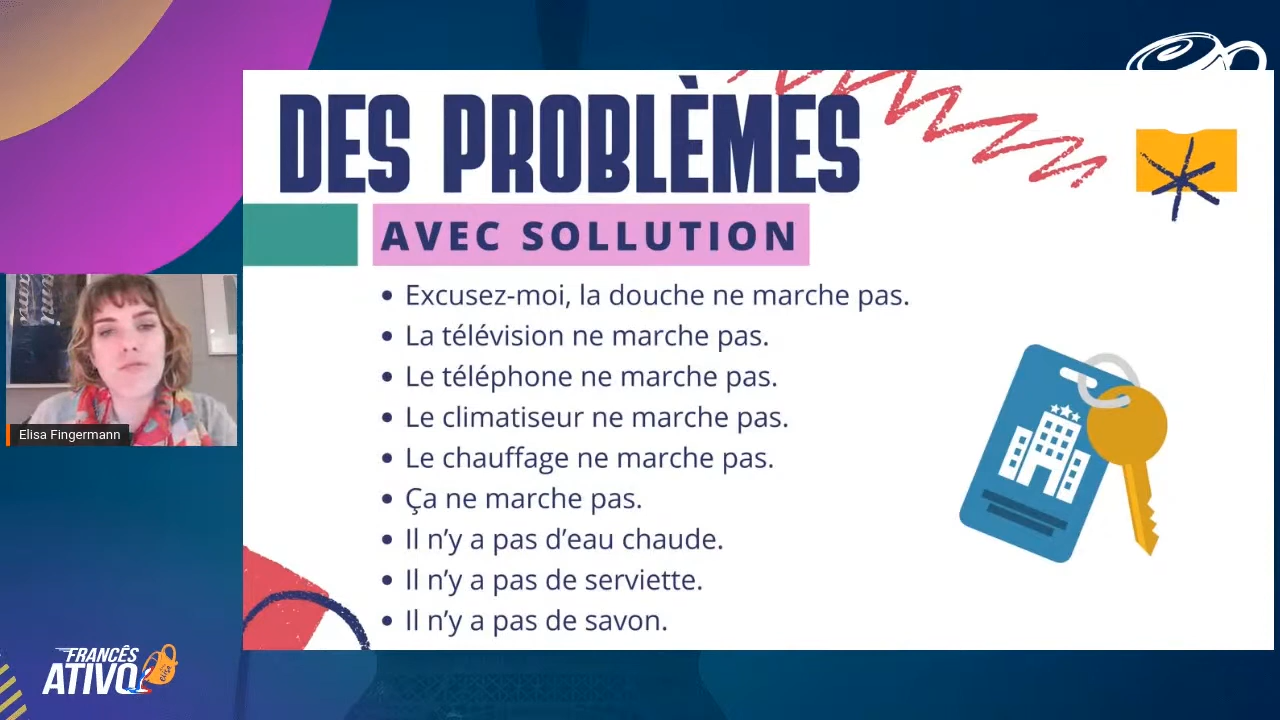 DES PROBLÈMES
AVEC SOLLUTION
• Excusez-moi, la douche ne marche pas.
• La télévision ne marche pas.
• Le téléphone ne marche pas.
• Le climatiseur ne marche pas.
• Le chauffage ne marche pas.
• Ça ne marche pas.
• Il n’y a pas d’eau chaude.
• Il n’y a pas de serviette.
• Il n’y a pas de savon.
Elisa Fingermann
FRANCÊS
ATIVO